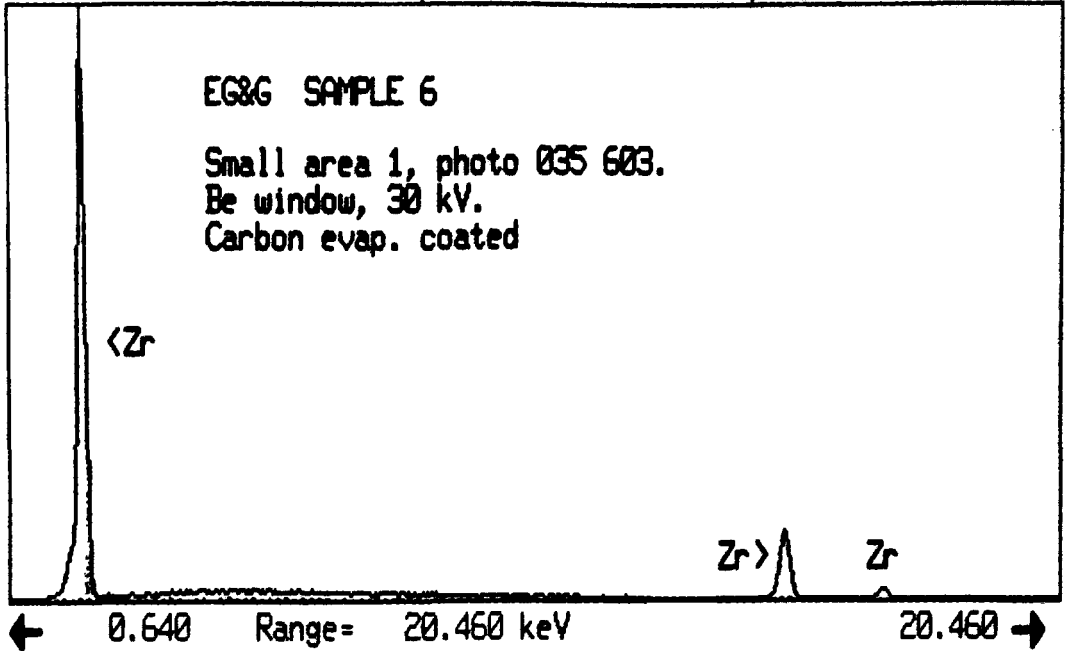 EG&G SAMPLE 6
Small area 1, photo 035 603.
Be window, 30 kV.
Carbon evap. coated
<Zr
Zr> Zr
← 0.640 Range= 20.460 keV 20.460 →